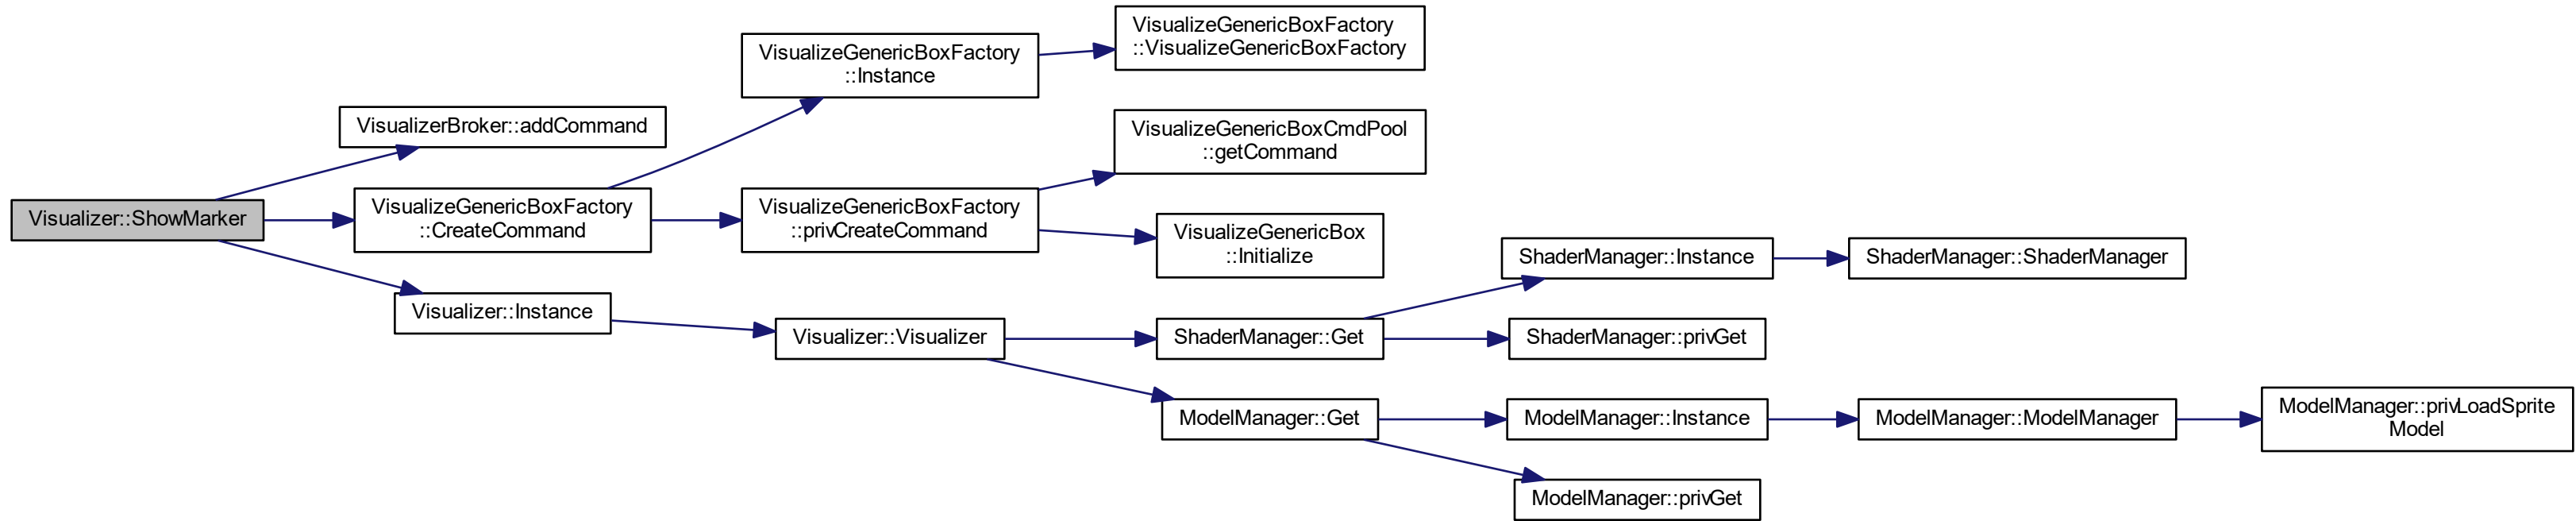 Visualizer::ShowMarker
VisualizerBroker::addCommand
VisualizeGenericBoxFactory
::CreateCommand
Visualizer::Instance
VisualizeGenericBoxFactory
::Instance
VisualizeGenericBoxFactory
::privCreateCommand
Visualizer::Visualizer
VisualizeGenericBoxFactory
::VisualizeGenericBoxFactory
VisualizeGenericBoxCmdPool
::getCommand
VisualizeGenericBox
::Initialize
ShaderManager::Get
ModelManager::Get
ShaderManager::Instance
ShaderManager::privGet
ModelManager::Instance
ModelManager::privGet
ShaderManager::ShaderManager
ModelManager::ModelManager
ModelManager::privLoadSprite
Model